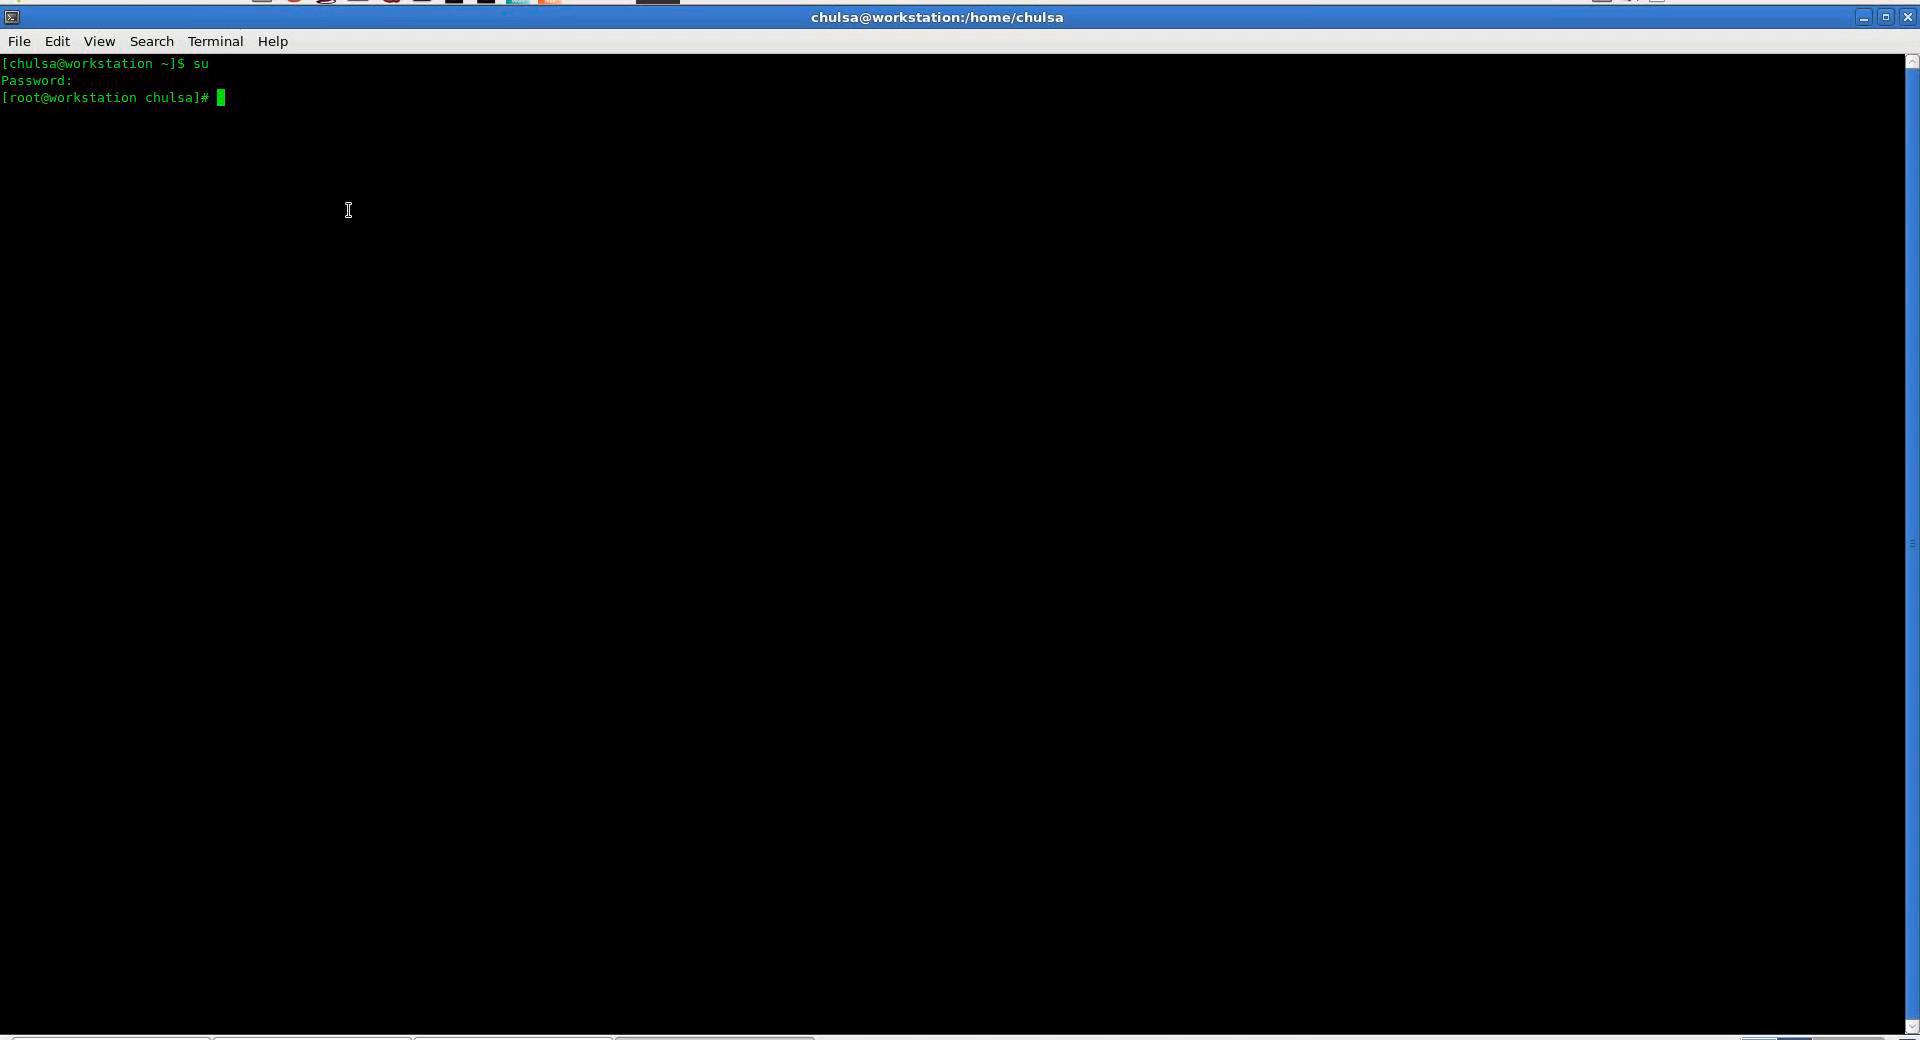 chulsa@workstation:/home/chulsa
File Edit View Search Terminal Help
[chulsa@workstation ~]$ su
Password:
[root@workstation chulsa]#